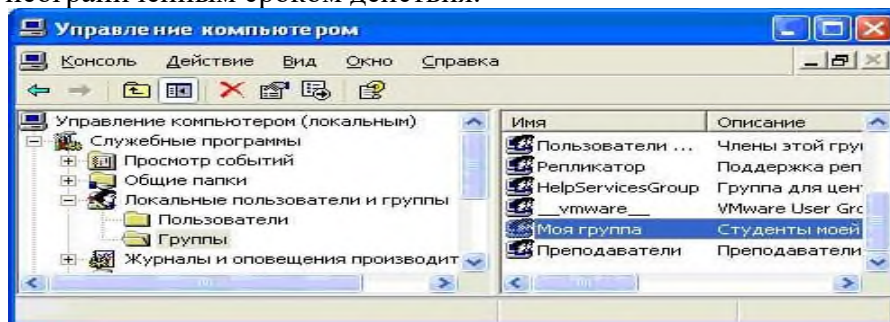 неограниченным сроком действия.
Управление компьютером
Консоль Действие Вид Окно Справка
Управление компьютером (локальным)
Служебные программы
Просмотр событий
Общие папки
Локальные пользователи и группы
Пользователи
Группы
Журналы и оповещения производит
Имя Описание
Пользователи ... Члены этой груп
Репликатор Поддержка реп
HelpServicesGroup Группа для цен
__vmware__ VMware User Gro
Моя группа Студенты моей
Преподаватели Преподаватели